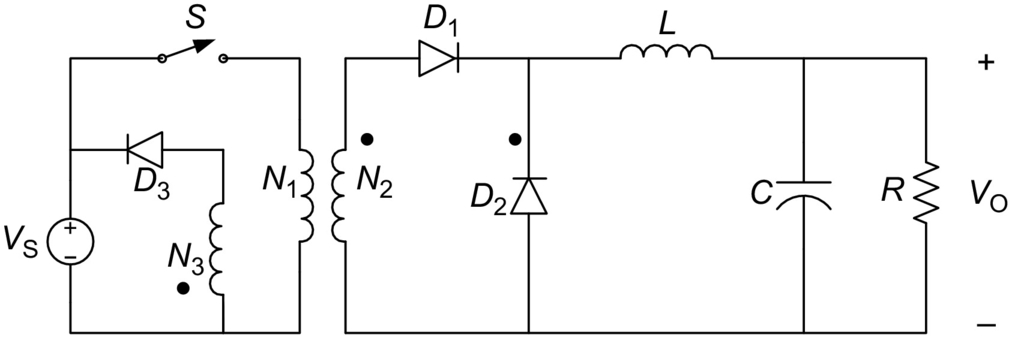 S
D1
L
+
D3
N1
N2
D2
C
R
VO
VS
+
−
N3
−